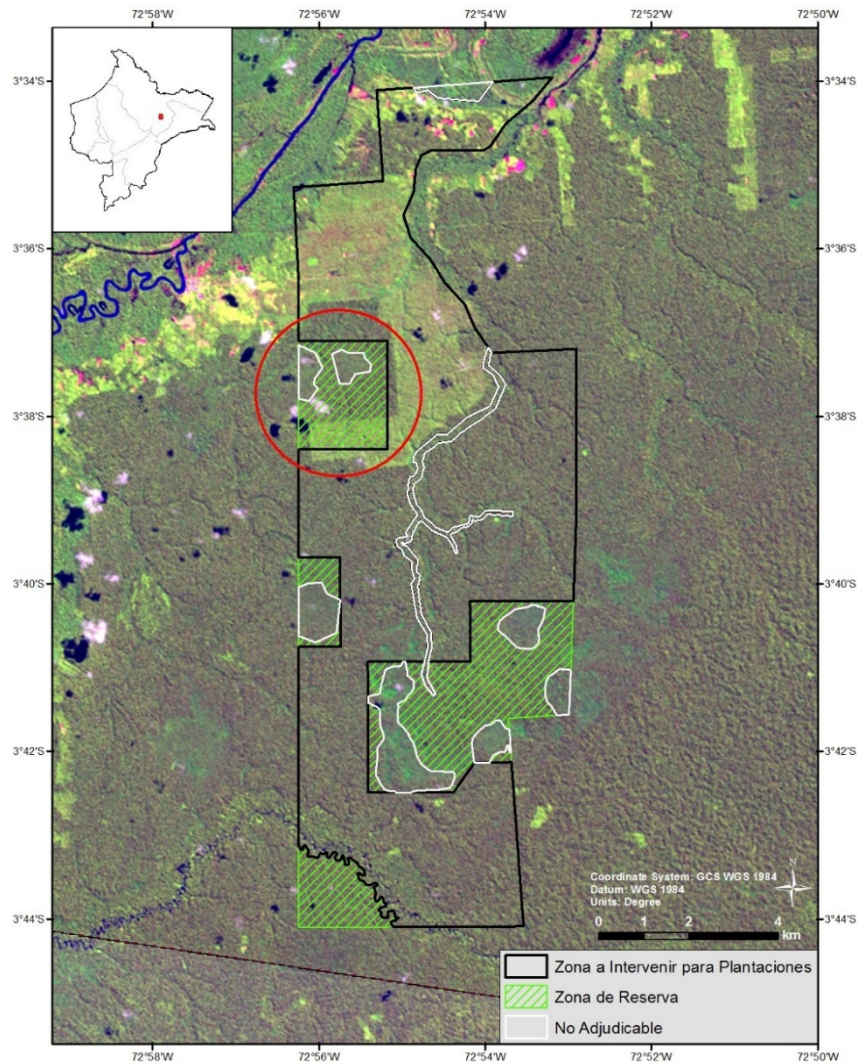 72°58'W 72°56'W 72°54'W 72°52'W 72°50'W
3°34'S 3°34'S
3°36'S 3°36'S
3°38'S 3°38'S
3°40'S 3°40'S
3°42'S 3°42'S
3°44'S 3°44'S
N
Coordinate System: GCS WGS 1984
Datum: WGS 1984
Units: Degree
0 1 2 4
km
Zona a Intervenir para Plantaciones
Zona de Reserva
No Adjudicable
72°58'W 72°56'W 72°54'W 72°52'W 72°50'W